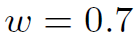 w = 0.7